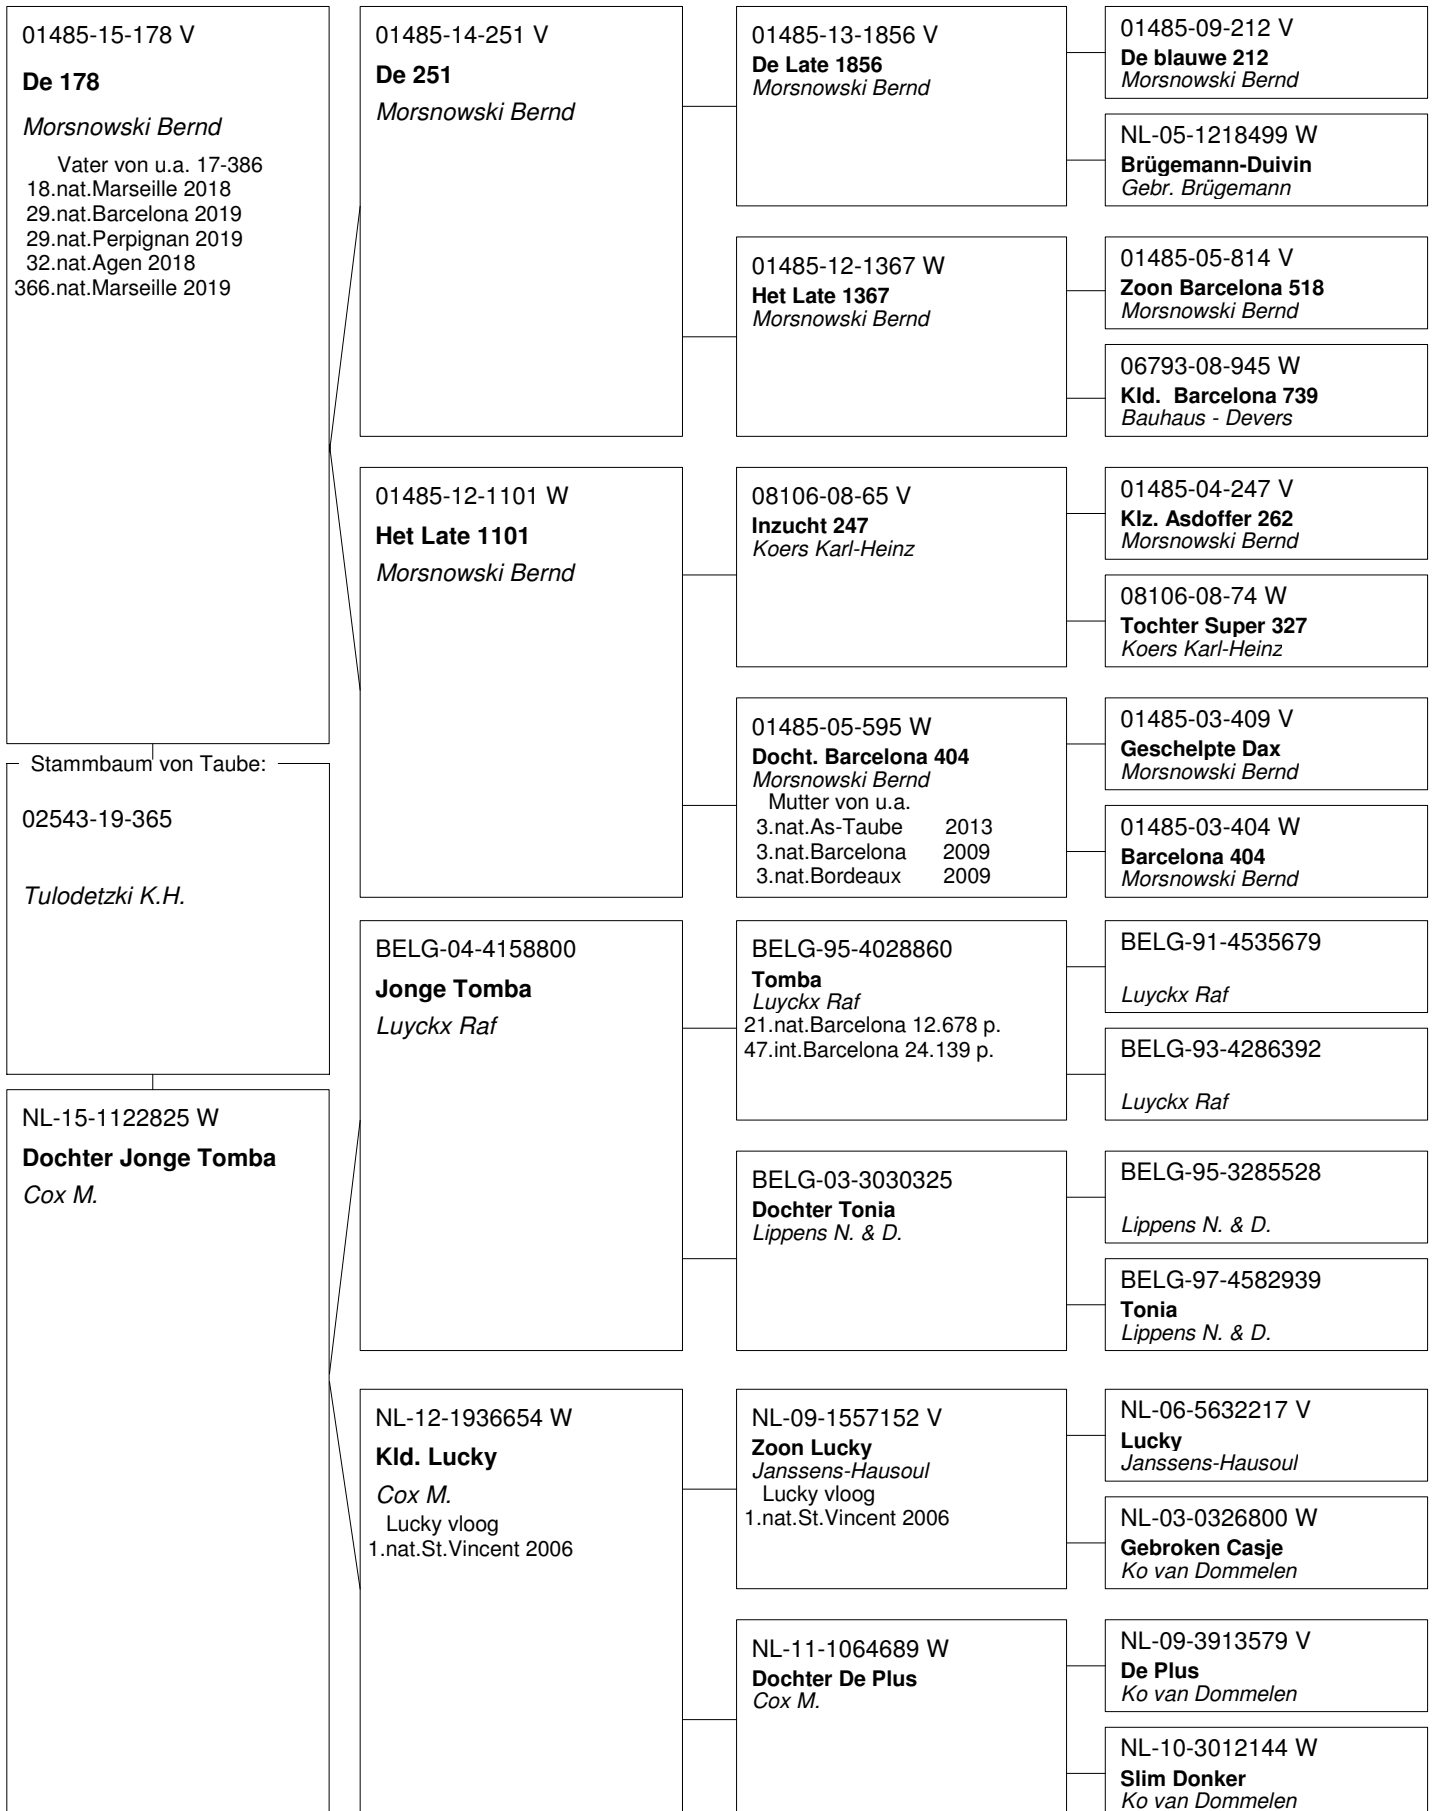 01485-15-178 V
De 178
Morsnowski Bernd
Vater von u.a. 17-386
18.nat.Marseille 2018
29.nat.Barcelona 2019
29.nat.Perpignan 2019
32.nat.Agen 2018
366.nat.Marseille 2019
Stammbaum von Taube:
02543-19-365
Tulodetzki K.H.
NL-15-1122825 W
Dochter Jonge Tomba
Cox M.
01485-14-251 V
De 251
Morsnowski Bernd
01485-12-1101 W
Het Late 1101
Morsnowski Bernd
BELG-04-4158800
Jonge Tomba
Luyckx Raf
NL-12-1936654 W
Kld. Lucky
Cox M.
Lucky vloog
1.nat.St.Vincent 2006
01485-13-1856 V
De Late 1856
Morsnowski Bernd
01485-12-1367 W
Het Late 1367
Morsnowski Bernd
08106-08-65 V
Inzucht 247
Koers Karl-Heinz
01485-05-595 W
Docht. Barcelona 404
Morsnowski Bernd
Mutter von u.a.
3.nat.As-Taube 2013
3.nat.Barcelona 2009
3.nat.Bordeaux 2009
BELG-95-4028860
Tomba
Luyckx Raf
21.nat.Barcelona 12.678 p.
47.int.Barcelona 24.139 p.
BELG-03-3030325
Dochter Tonia
Lippens N. & D.
NL-09-1557152 V
Zoon Lucky
Janssens-Hausoul
Lucky vloog
1.nat.St.Vincent 2006
NL-11-1064689 W
Dochter De Plus
Cox M.
01485-09-212 V
De blauwe 212
Morsnowski Bernd
NL-05-1218499 W
Brügemann-Duivin
Gebr. Brügemann
01485-05-814 V
Zoon Barcelona 518
Morsnowski Bernd
06793-08-945 W
Kld. Barcelona 739
Bauhaus - Devers
01485-04-247 V
Klz. Asdoffer 262
Morsnowski Bernd
08106-08-74 W
Tochter Super 327
Koers Karl-Heinz
01485-03-409 V
Geschelpte Dax
Morsnowski Bernd
01485-03-404 W
Barcelona 404
Morsnowski Bernd
BELG-91-4535679
Luyckx Raf
BELG-93-4286392
Luyckx Raf
BELG-95-3285528
Lippens N. & D.
BELG-97-4582939
Tonia
Lippens N. & D.
NL-06-5632217 V
Lucky
Janssens-Hausoul
NL-03-0326800 W
Gebroken Casje
Ko van Dommelen
NL-09-3913579 V
De Plus
Ko van Dommelen
NL-10-3012144 W
Slim Donker
Ko van Dommelen